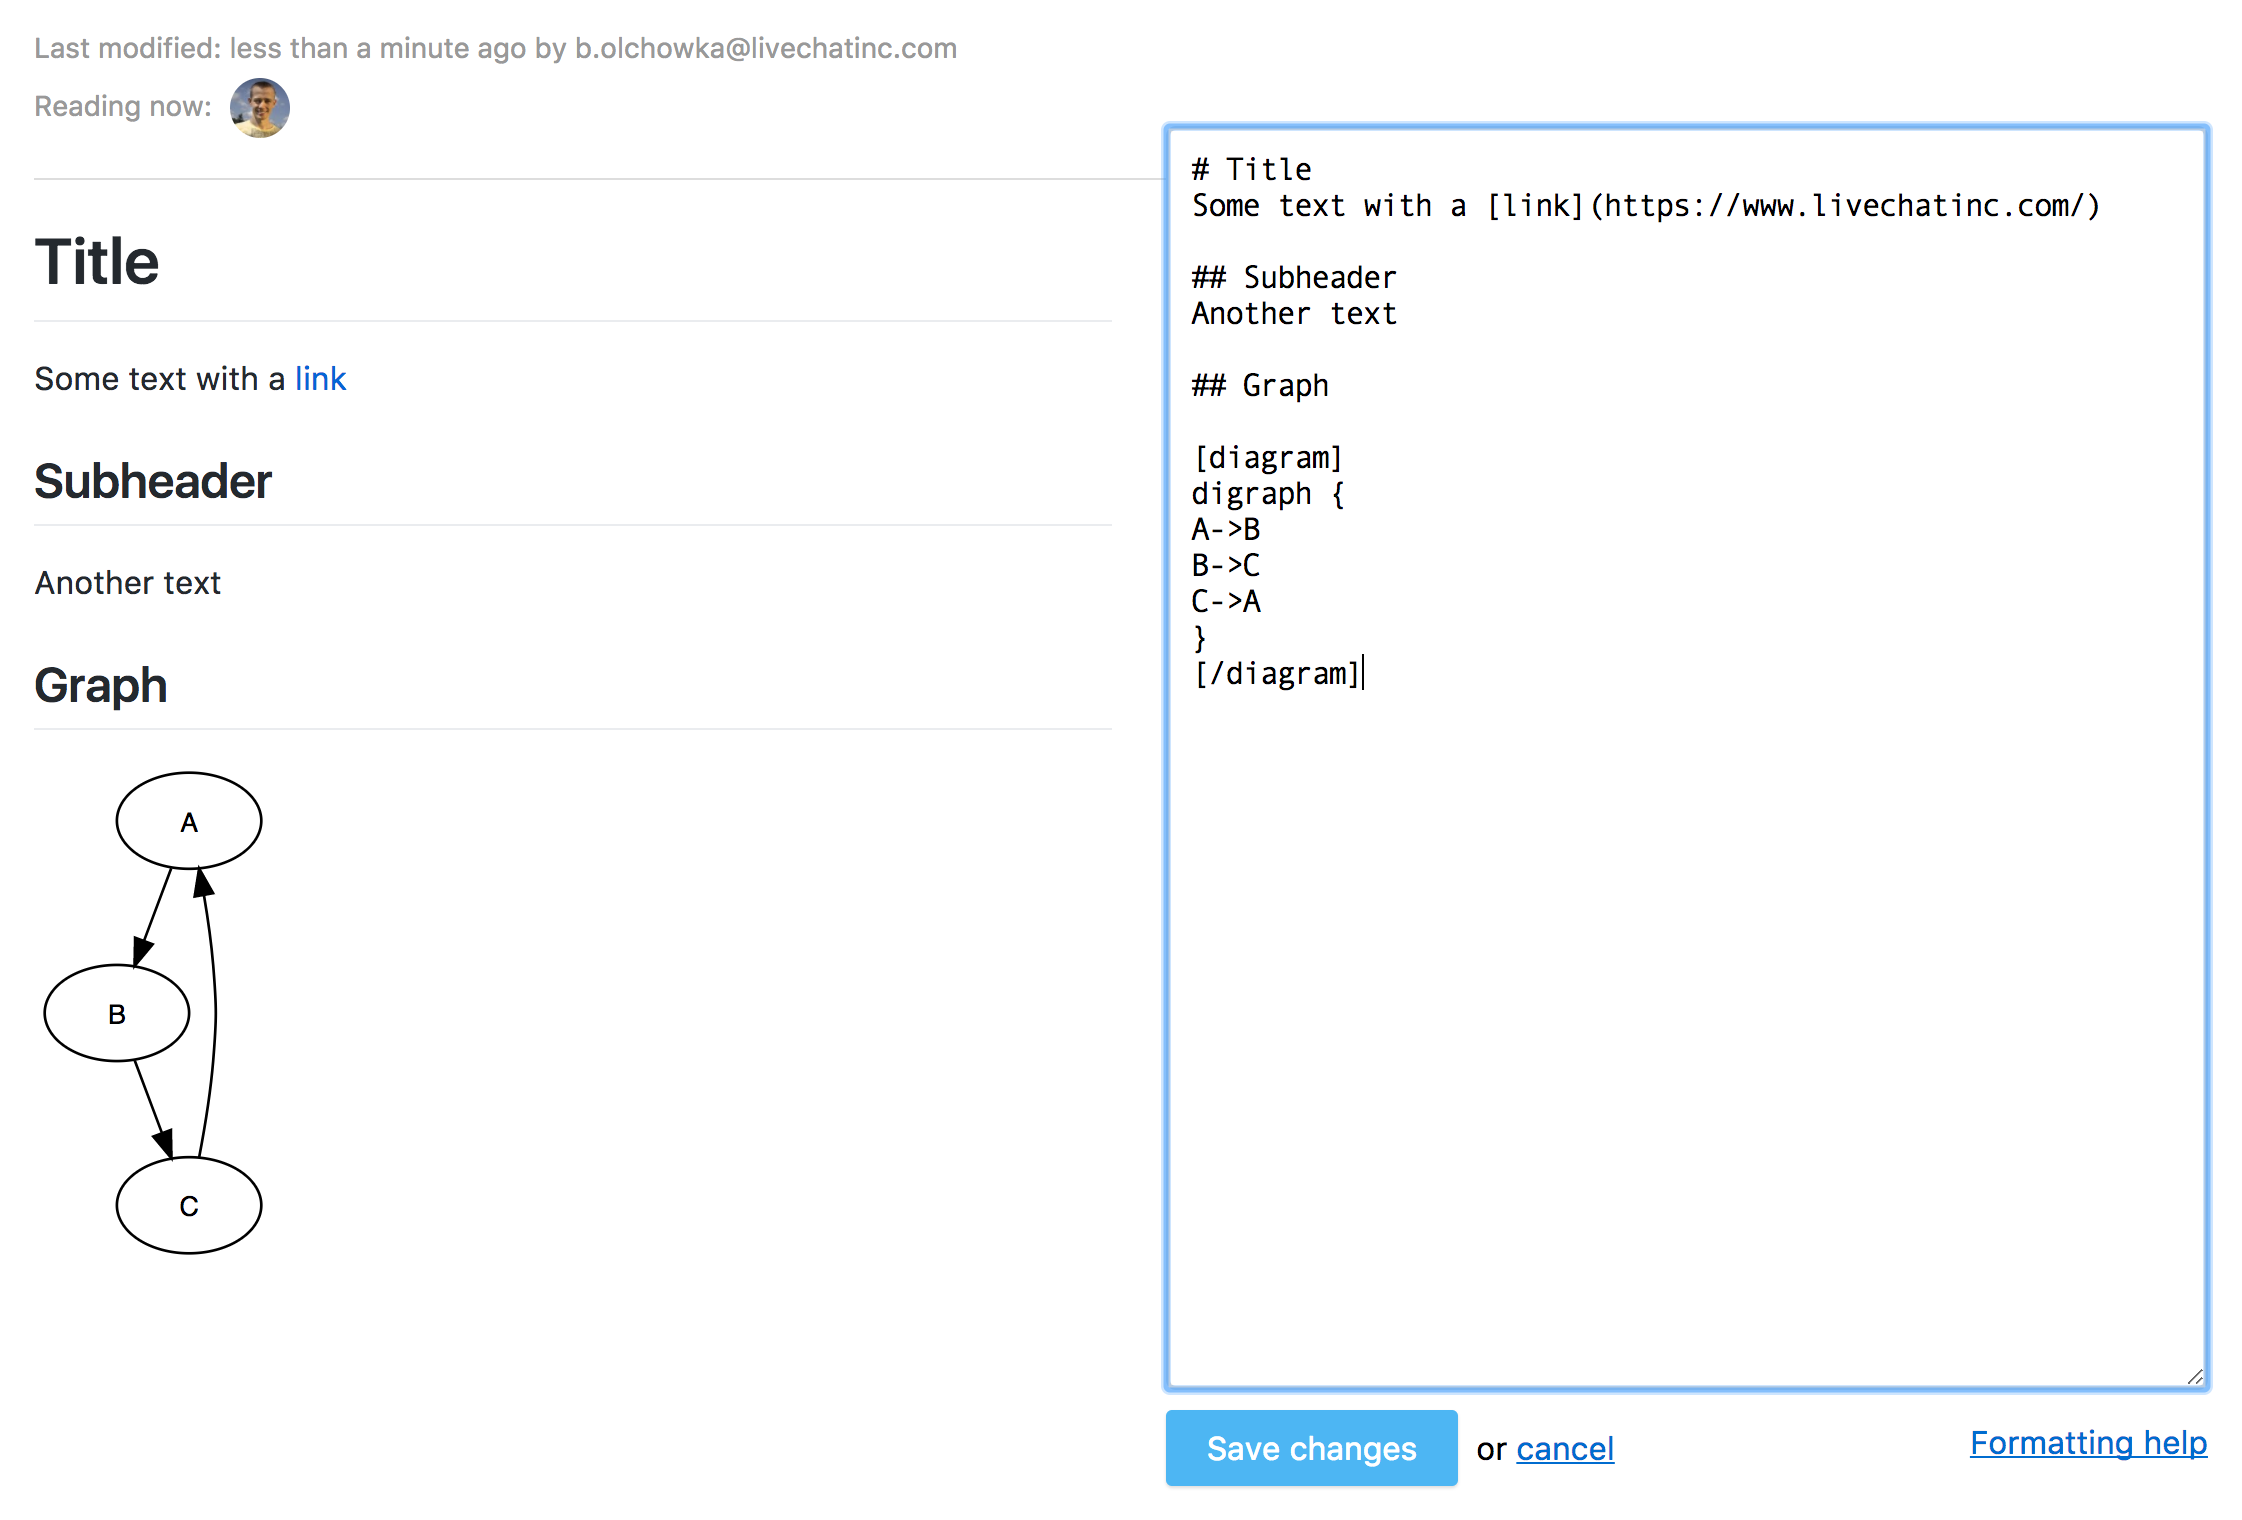 Last modified: less than a minute ago by b.olchowka@livechatinc.com
Reading now:
Title
Some text with a link
Subheader
Another text
Graph
A
B
C
# Title
Some text with a [link](https://www.livechatinc.com/)
## Subheader
Another text
## Graph
[diagram]
digraph {
A->B
B->C
C->A
}
[/diagram]
Save changes or cancel
Formatting help